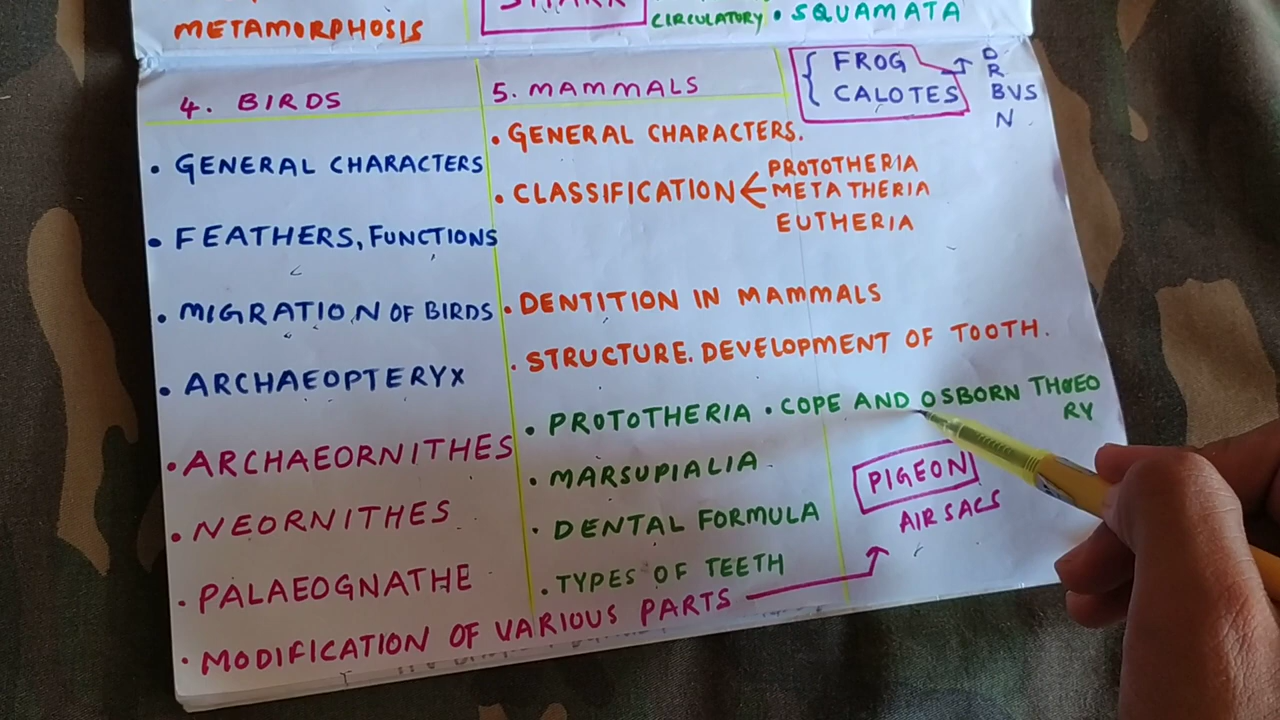 METAMORPHOSIS
CIRCULATORY
• SQUAMATA
4. BIRDS
• GENERAL CHARACTERS
• FEATHERS, FUNCTIONS
• MIGRATION OF BIRDS
• ARCHAEOPTERYX
• ARCHAEORNITHES
• NEORNITHES
• PALAEOGNATHE
• MODIFICATION OF VARIOUS PARTS
5. MAMMALS
• GENERAL CHARACTERS.
• CLASSIFICATION
PROTOTHERIA
METATHERIA
EUTHERIA
• DENTITION IN MAMMALS
• STRUCTURE. DEVELOPMENT OF TOOTH.
• PROTOTHERIA • COPE AND OSBORN THOEO
RY
• MARSUPIALIA
• DENTAL FORMULA
• TYPES OF TEETH
FROG
CALOTES
D
R
BVS
N
PIGEON
AIR SACS